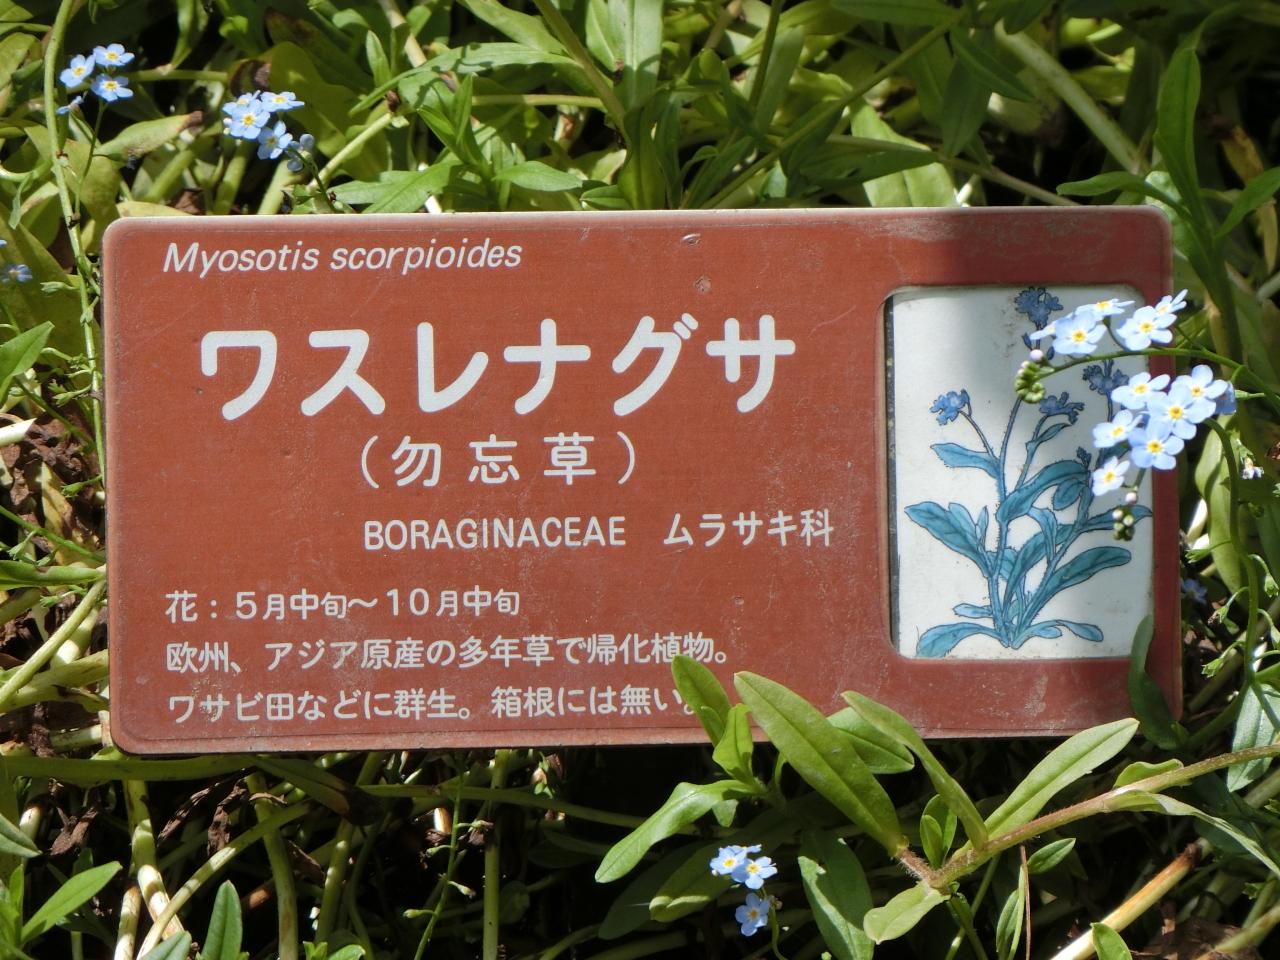 Myosotis scorpioides
ワスレナグサ
（勿忘草）
BORAGINACEAE ムラサキ科
花：5月中旬～10月中旬
欧州、アジア原産の多年草で帰化植物。
ワサビ田などに群生。箱根には無い。